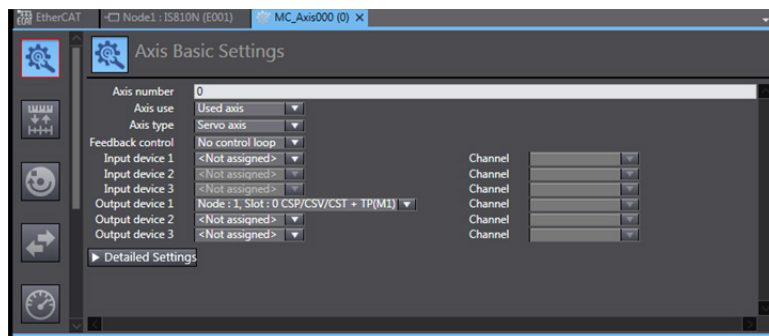 EtherCAT Node1 : IS810N (E001) MC_Axis000 (0) ×
Axis Basic Settings
Axis number 0
Axis use Used axis
Axis type Servo axis
Feedback control No control loop
Input device 1 <Not assigned> Channel
Input device 2 <Not assigned> Channel
Input device 3 <Not assigned> Channel
Output device 1 Node : 1, Slot : 0 CSP/CSV/CST + TP(M1) Channel
Output device 2 <Not assigned> Channel
Output device 3 <Not assigned> Channel
Detailed Settings